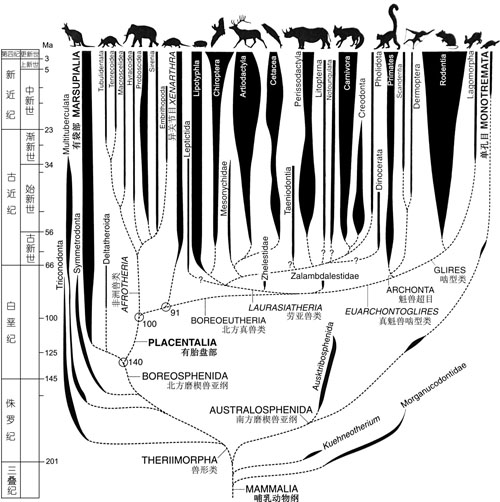 Ma
第四纪
更新世
上新世
3
5
新近纪
中新世
23
渐新世
34
古近纪
始新世
56
古新世
66
白垩纪
100
125
145
侏罗纪
201
三叠纪
Multituberculata
有袋部 MARSUPIALIA
Tubulidentata
Macroscelidea
Hyracoidea
Proboscidea
Sirenia
Embrithopoda
异关节目 XENARTHRA
Leptictida
Lipotyphla
Chiroptera
Mesonychidae
Artiodactyla
Cetacea
Taeniodontia
Perissodactyla
Litopterna
Notoungulata
Carnivora
Creodonta
Dinocerata
Pholidota
Primates
Scandentia
Dermoptera
Rodentia
Lagomorpha
单孔目 MONOTREMATA
Triconodonta
Symmetrodonta
Deltatheroida
非洲兽类
AFROTHERIA
?
Zhelestidae
?
?
Zalambdalestidae
GLIRES
啮型类
ARCHONTA
魁兽超目
LAURASIATHERIA
劳亚兽类
EUARCHONTOGLIRES
真魁兽啮型类
91
100
BOREOEUTHERIA
北方真兽类
PLACENTALIA
有胎盘部
140
BOREOSPHENIDA
北方磨楔兽亚纲
Ausktribosphenida
AUSTRALOSPHENIDA
南方磨楔兽亚纲
Morganucodontidae
Kuehneotherium
THERIIMORPHA
兽形类
MAMMALIA
哺乳动物纲